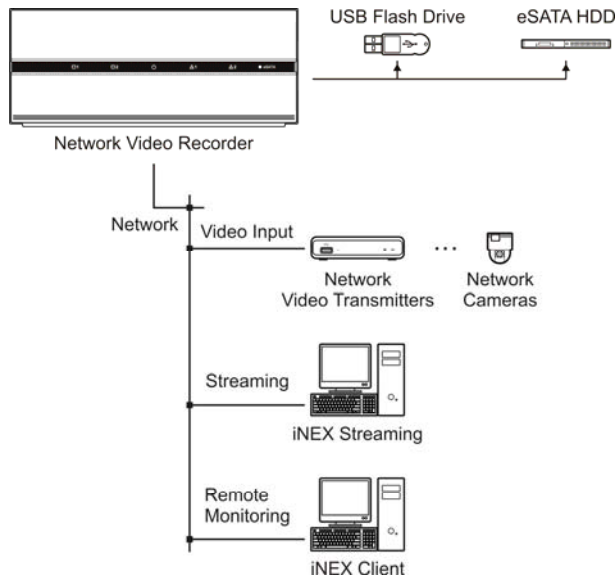 USB Flash Drive
eSATA HDD
eSATA
Network Video Recorder
Network
Video Input
Network
Video Transmitters
...
Network
Cameras
Streaming
iNEX Streaming
Remote
Monitoring
iNEX Client